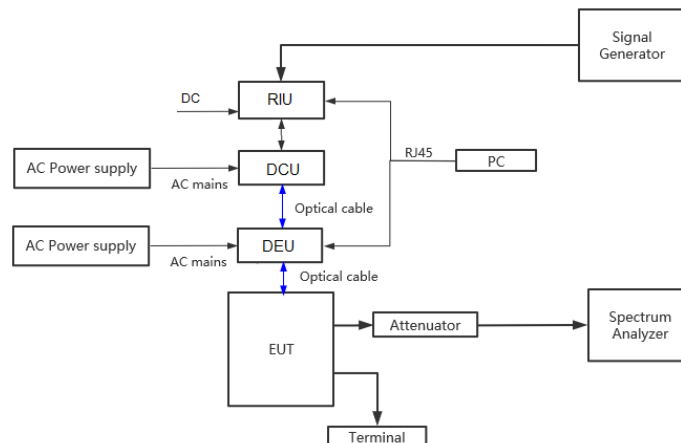 Signal
Generator
DC
RIU
RJ45
PC
AC Power supply
AC mains
DCU
Optical cable
AC Power supply
AC mains
DEU
Optical cable
EUT
Attenuator
Spectrum
Analyzer
Terminal